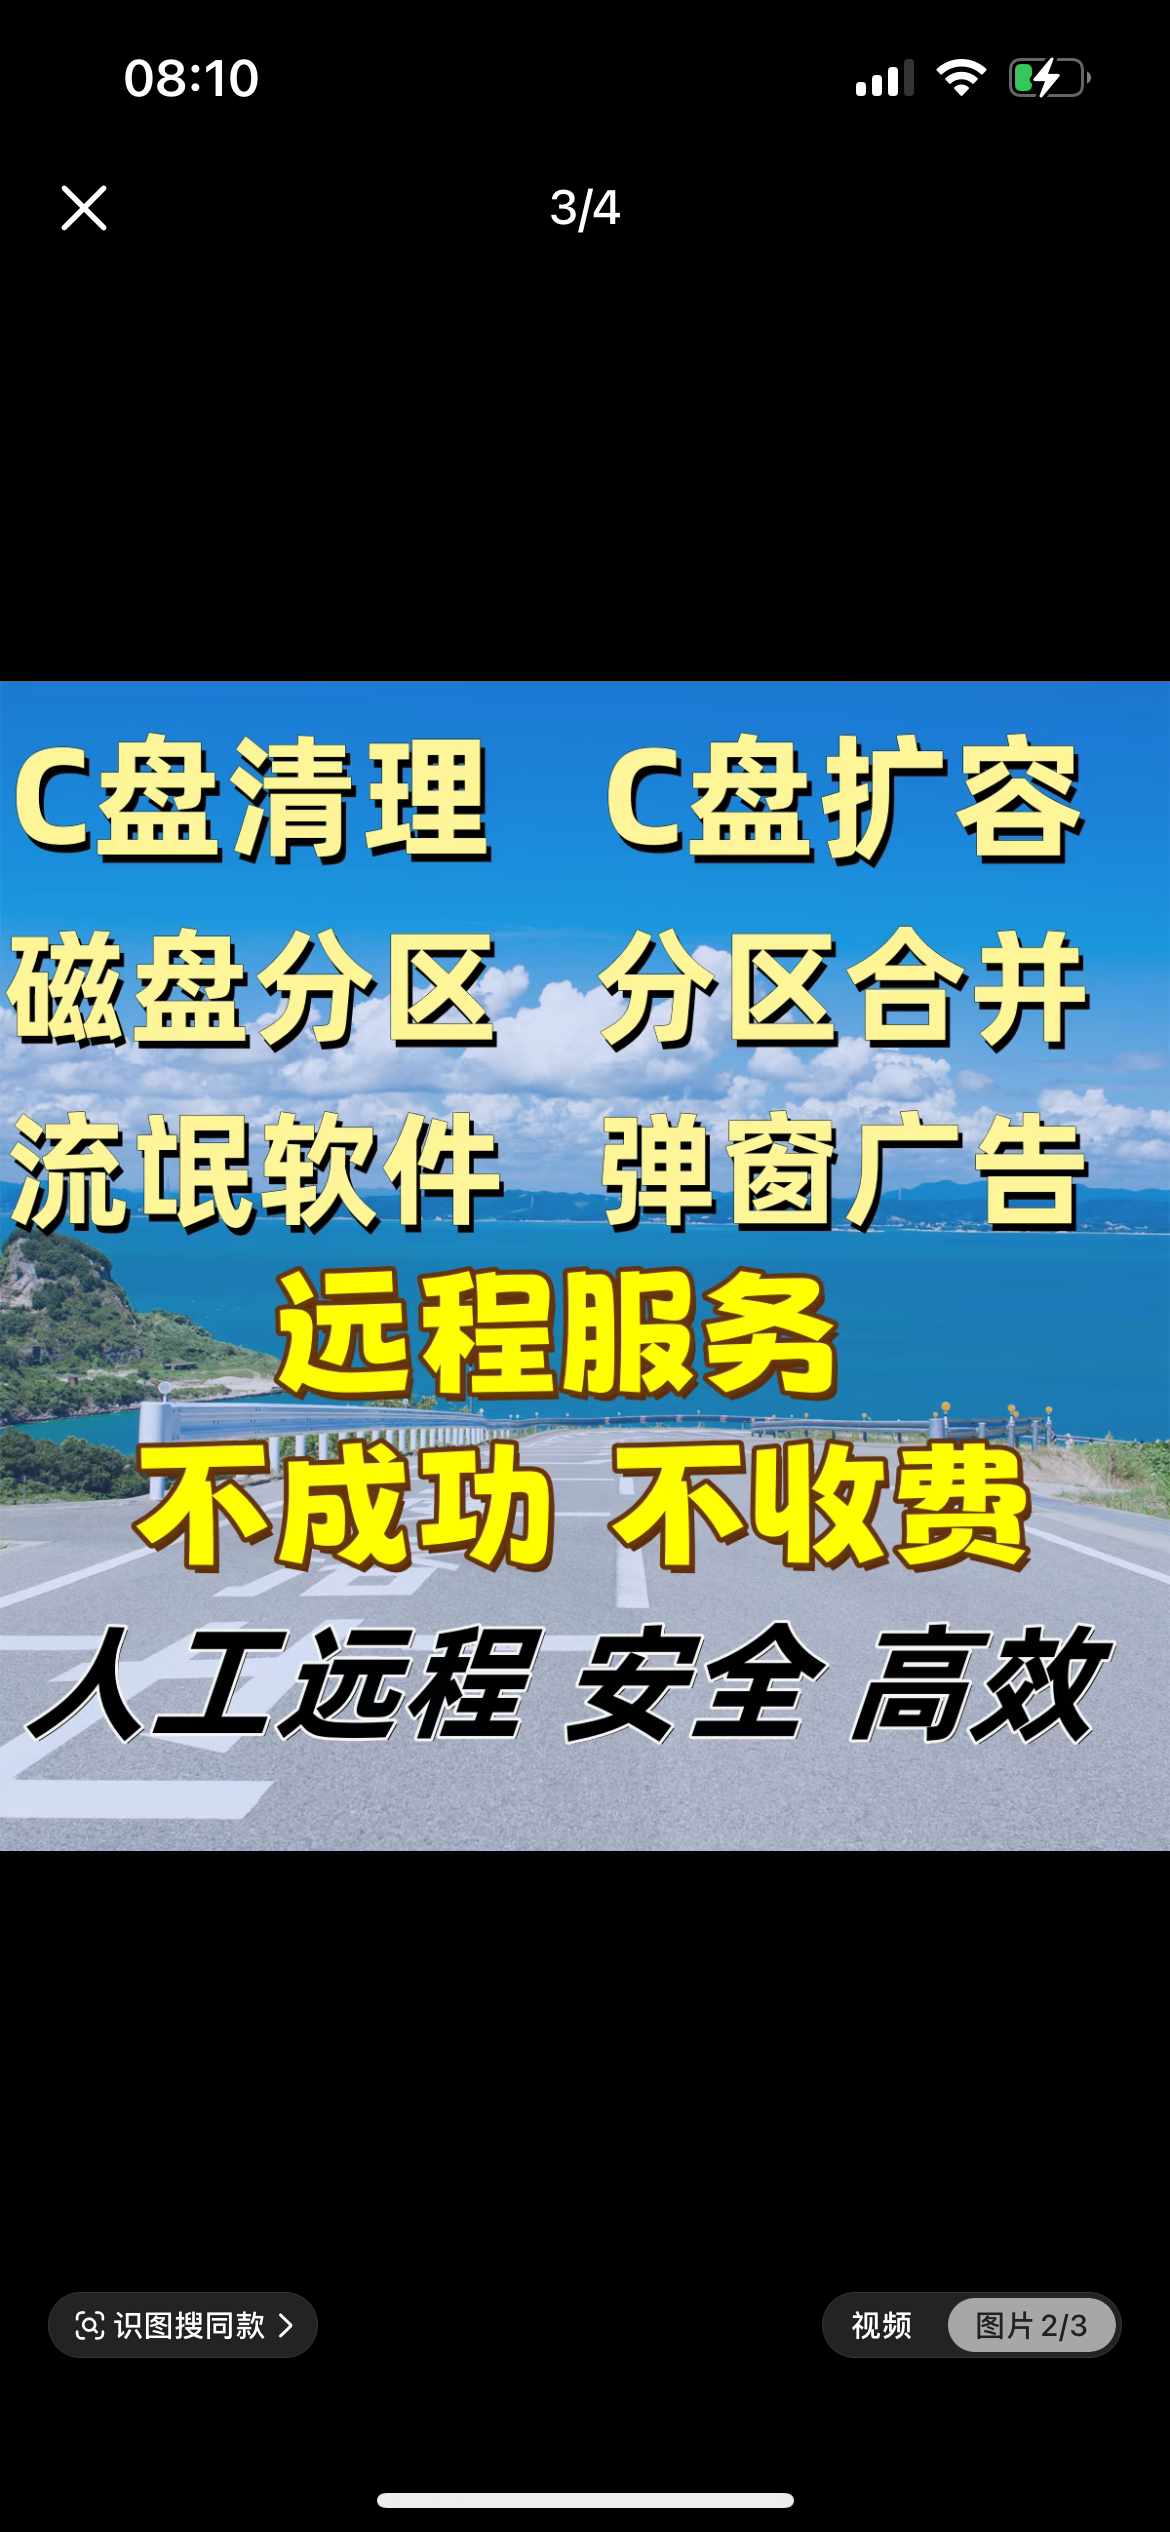 08:10
3/4
C盘清理 C盘扩容
磁盘分区 分区合并
流氓软件 弹窗广告
远程服务
不成功 不收费
人工远程 安全 高效
识图搜同款
视频 图片2/3